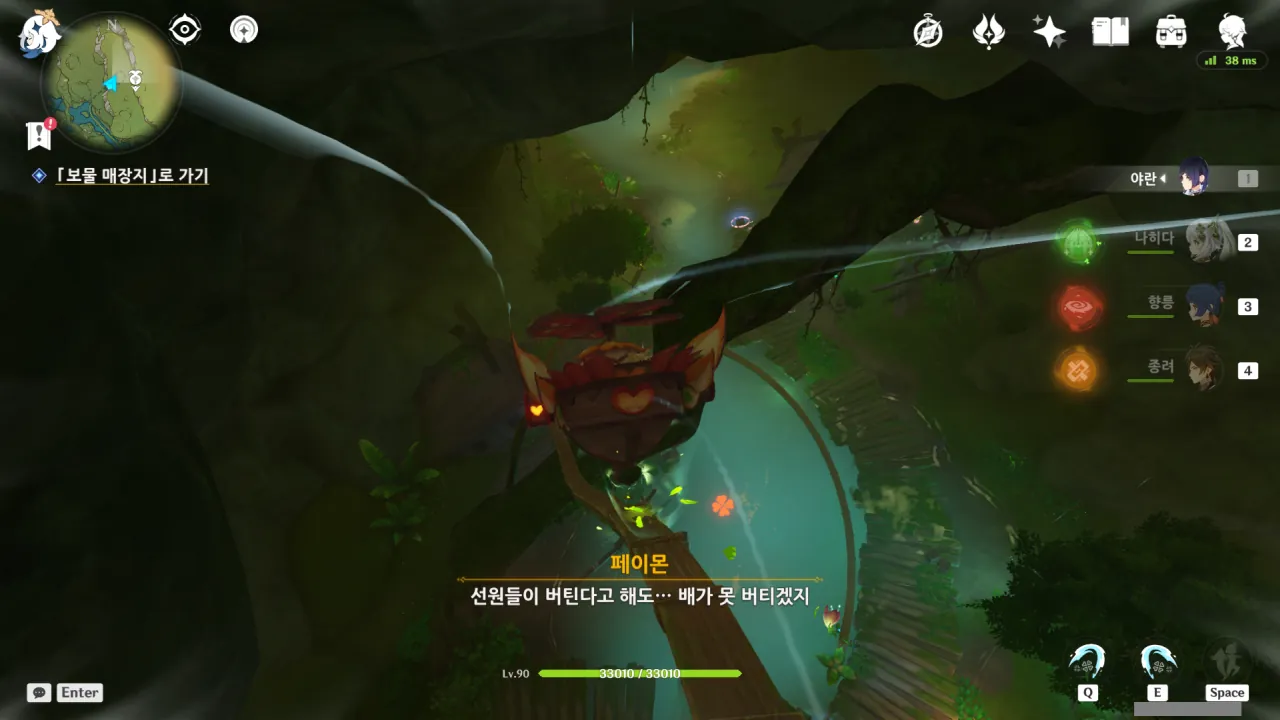 N
38 ms
「보물 매장지」로 가기
야란
1
나히다
2
향릉
3
종려
4
페이몬
선원들이 버틴다고 해도… 배가 못 버티겠지
Lv.90
33010 / 33010
Enter
Q
E
Space